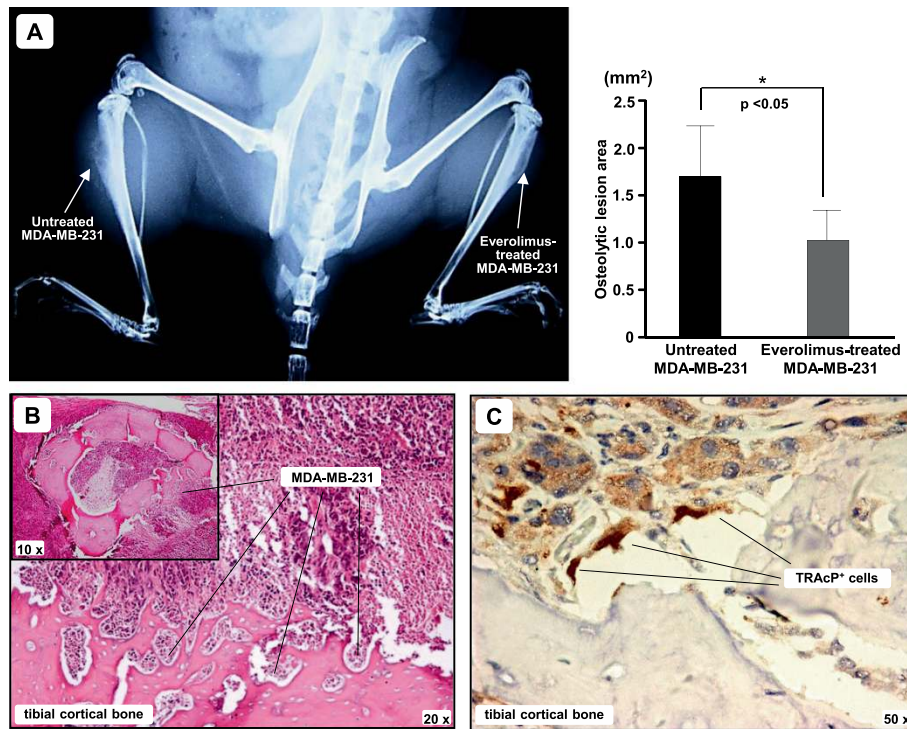 A
Untreated
MDA-MB-231
Everolimus-
treated
MDA-MB-231
(mm²)
2.5
2.0
1.5
1.0
0.5
0
Osteolytic lesion area
*
p <0.05
Untreated
MDA-MB-231
Everolimus-treated
MDA-MB-231
B
MDA-MB-231
10 x
tibial cortical bone
20 x
C
TRAcP⁺ cells
tibial cortical bone
50 x